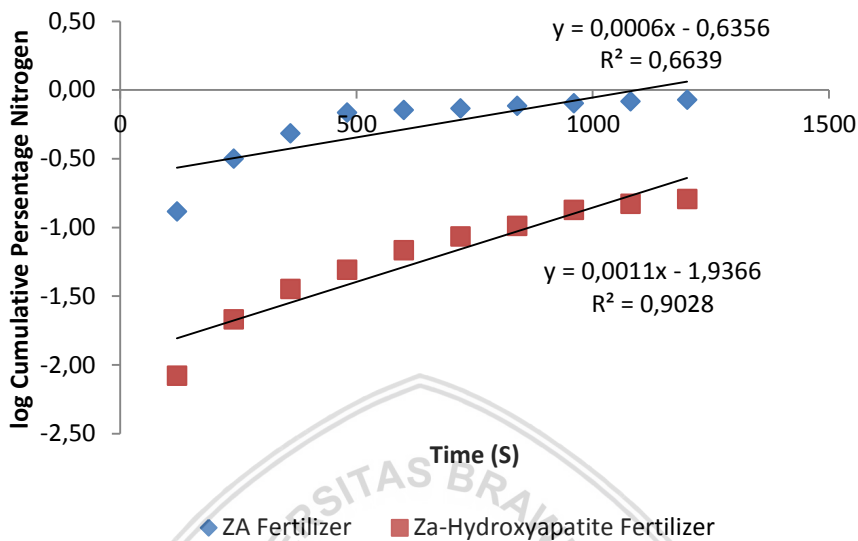 0,50
0,00
-0,50
-1,00
-1,50
-2,00
-2,50
log Cumulative Persentage Nitrogen
0
500
1000
1500
y = 0,0006x - 0,6356
R² = 0,6639
y = 0,0011x - 1,9366
R² = 0,9028
Time (S)
ERSITAS BRAW
ZA Fertilizer
Za-Hydroxyapatite Fertilizer